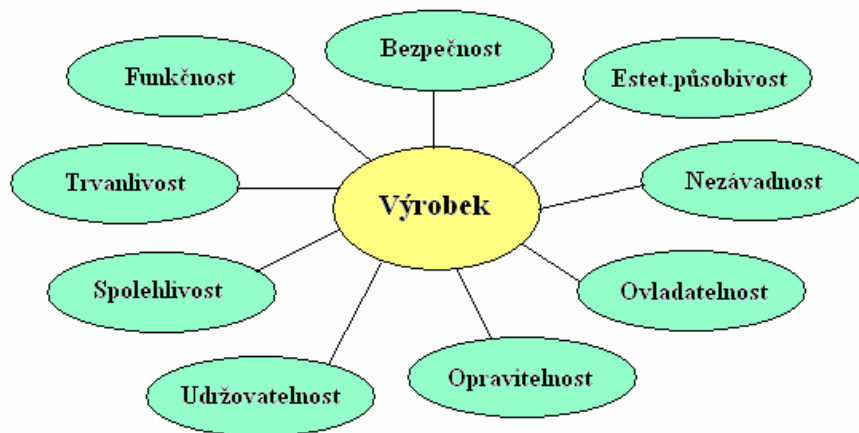 Bezpečnost
Funkčnost
Estet.působivost
Trvanlivost
Nezávadnost
Výrobek
Spolehlivost
Ovladatelnost
Udržovatelnost
Opravitelnost